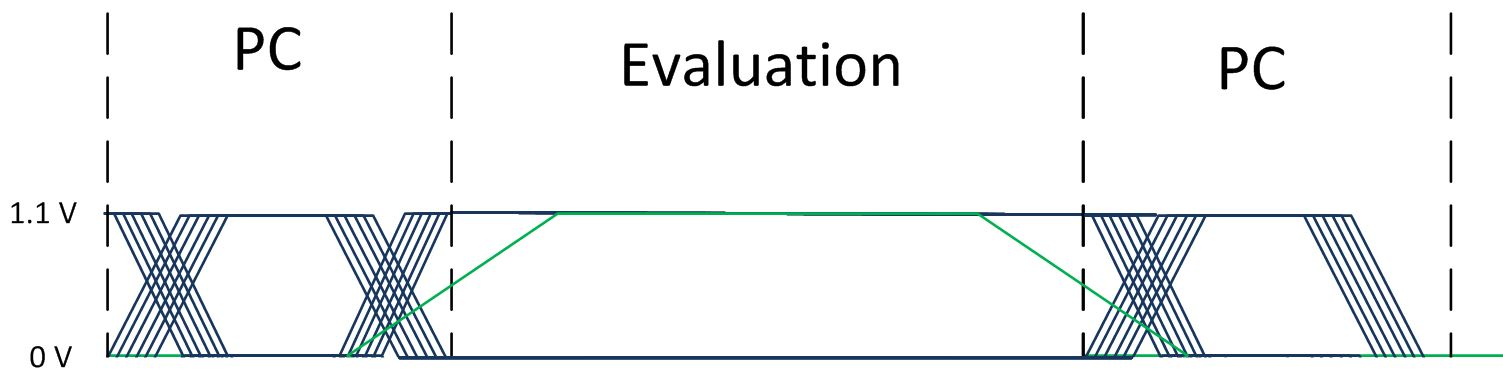 PC
Evaluation
PC
1.1 V
0 V